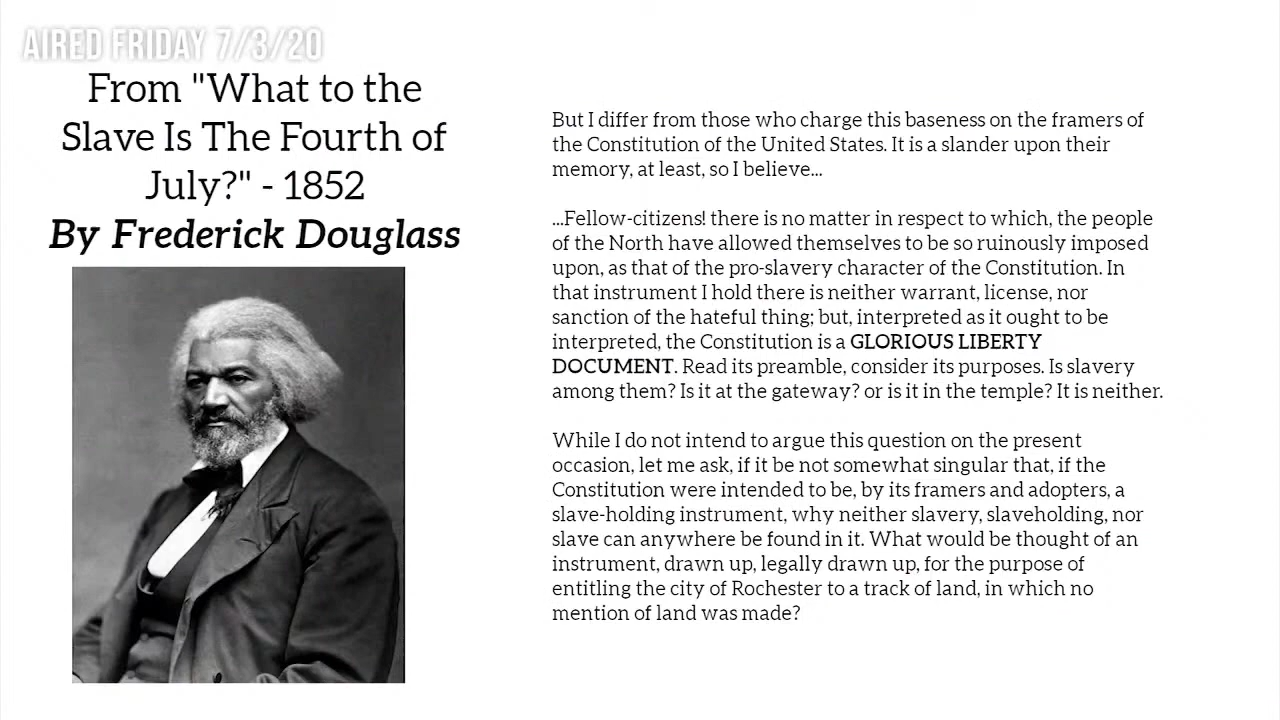 AIRED FRIDAY 7/3/20
From "What to the
Slave Is The Fourth of
July?" - 1852
By Frederick Douglass
But I differ from those who charge this baseness on the framers of
the Constitution of the United States. It is a slander upon their
memory, at least, so I believe...
...Fellow-citizens! there is no matter in respect to which, the people
of the North have allowed themselves to be so ruinously imposed
upon, as that of the pro-slavery character of the Constitution. In
that instrument I hold there is neither warrant, license, nor
sanction of the hateful thing; but, interpreted as it ought to be
interpreted, the Constitution is a GLORIOUS LIBERTY
DOCUMENT. Read its preamble, consider its purposes. Is slavery
among them? Is it at the gateway? or is it in the temple? It is neither.
While I do not intend to argue this question on the present
occasion, let me ask, if it be not somewhat singular that, if the
Constitution were intended to be, by its framers and adopters, a
slave-holding instrument, why neither slavery, slaveholding, nor
slave can anywhere be found in it. What would be thought of an
instrument, drawn up, legally drawn up, for the purpose of
entitling the city of Rochester to a track of land, in which no
mention of land was made?